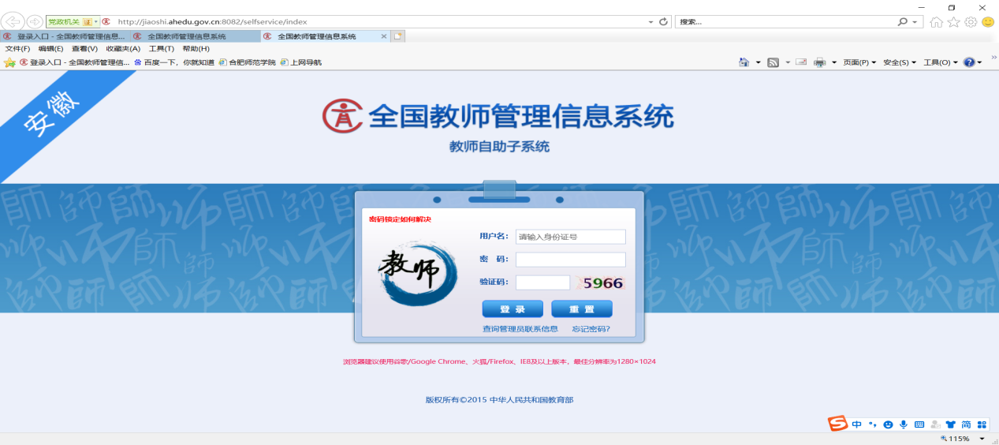 党政机关 证 http://jiaoshi.ahedu.gov.cn:8082/selfservice/index 搜索...
登录入口 - 全国教师管理信息... 全国教师管理信息系统 全国教师管理信息系统
文件(F) 编辑(E) 查看(V) 收藏夹(A) 工具(T) 帮助(H)
登录入口 - 全国教师管理信... 百度一下，你就知道 合肥师范学院 上网导航 页面(P) 安全(S) 工具(O)
安徽
全国教师管理信息系统
教师自助子系统
密码锁定如何解决
教师
用户名： 请输入身份证号
密 码：
验证码： 5966
登 录 重 置
查询管理员联系信息 忘记密码?
浏览器建议使用谷歌/Google Chrome、火狐/Firefox、IE8及以上版本，最佳分辨率为1280×1024
版权所有©2015 中华人民共和国教育部
中 简
115%